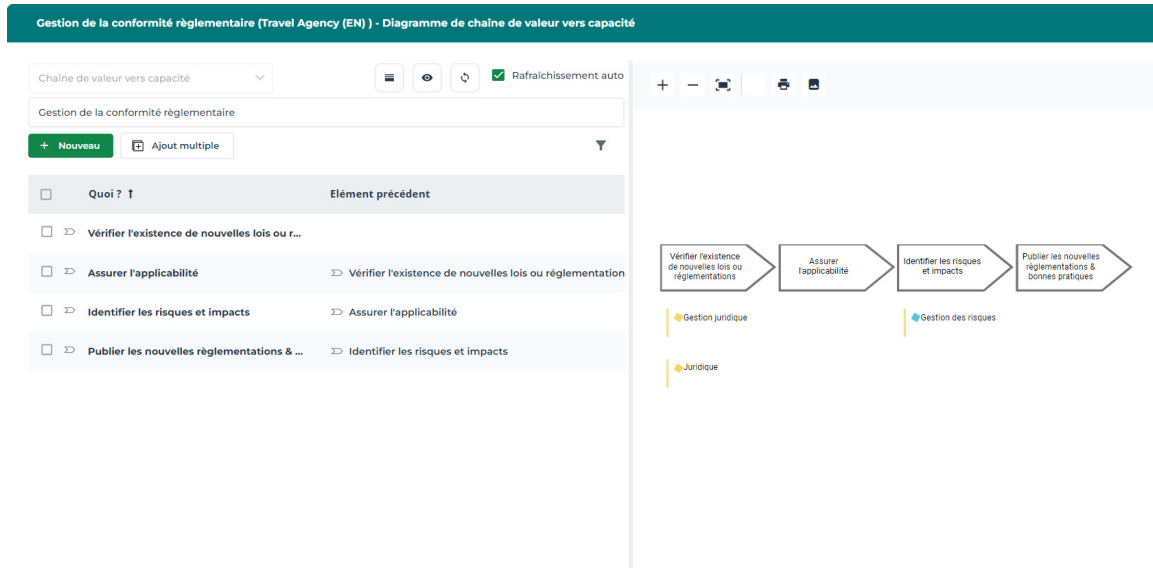 Gestion de la conformité règlementaire (Travel Agency (EN) ) - Diagramme de chaîne de valeur vers capacité
Chaîne de valeur vers capacité
Rafraîchissement auto
Gestion de la conformité règlementaire
+ Nouveau
Ajout multiple
Quoi ? ↑ Elément précédent
Vérifier l'existence de nouvelles lois ou r...
Assurer l'applicabilité Vérifier l'existence de nouvelles lois ou réglementation
Identifier les risques et impacts Assurer l'applicabilité
Publier les nouvelles règlementations & ... Identifier les risques et impacts
Vérifier l'existence
de nouvelles lois ou
réglementations
Assurer
l'applicabilité
Identifier les risques
et impacts
Publier les nouvelles
règlementations &
bonnes pratiques
Gestion juridique
Gestion des risques
Juridique